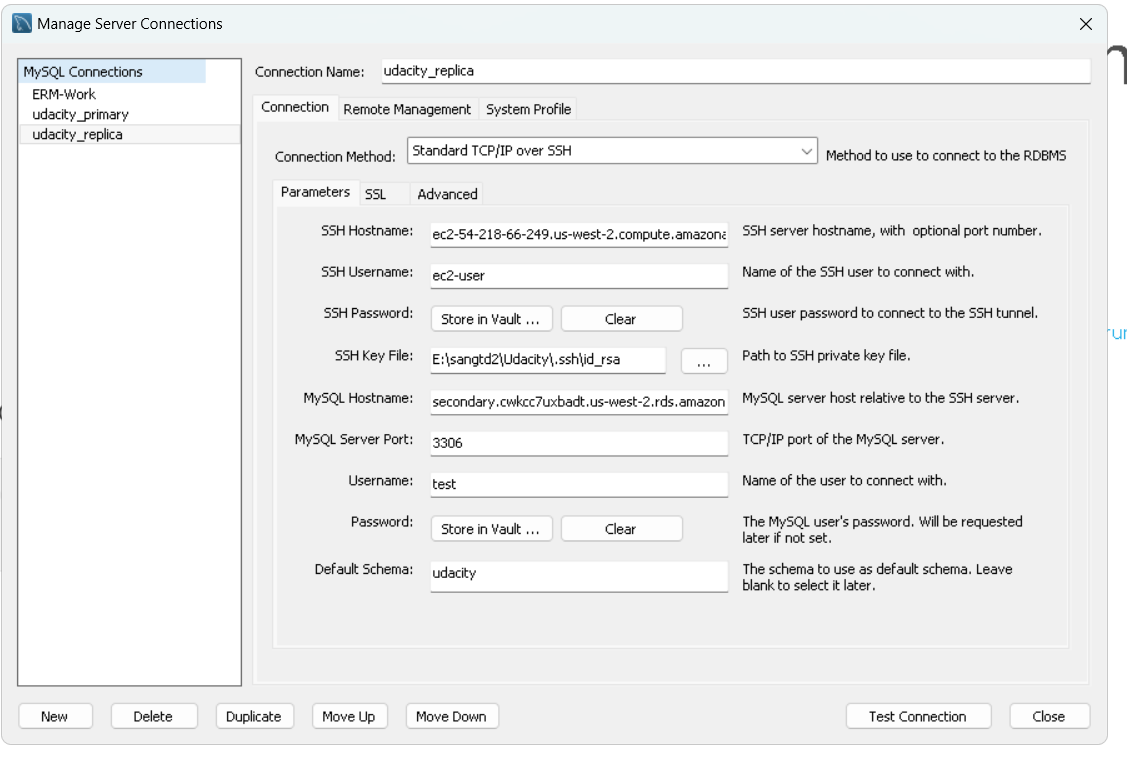 Manage Server Connections
MySQL Connections
ERM-Work
udacity_primary
udacity_replica
Connection Name: udacity_replica
Connection Remote Management System Profile
Connection Method: Standard TCP/IP over SSH Method to use to connect to the RDBMS
Parameters SSL Advanced
SSH Hostname: ec2-54-218-66-249.us-west-2.compute.amazona SSH server hostname, with optional port number.
SSH Username: ec2-user Name of the SSH user to connect with.
SSH Password: Store in Vault ... Clear SSH user password to connect to the SSH tunnel.
SSH Key File: E:\sangtd2\Udacity\.ssh\id_rsa ... Path to SSH private key file.
MySQL Hostname: secondary.cwkcc7uxbadt.us-west-2.rds.amazon MySQL server host relative to the SSH server.
MySQL Server Port: 3306 TCP/IP port of the MySQL server.
Username: test Name of the user to connect with.
Password: Store in Vault ... Clear The MySQL user's password. Will be requested
later if not set.
Default Schema: udacity The schema to use as default schema. Leave
blank to select it later.
New Delete Duplicate Move Up Move Down Test Connection Close